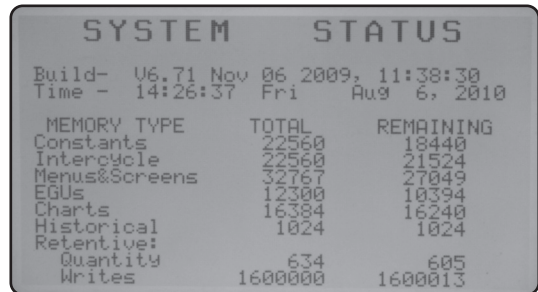 SYSTEM STATUS
Build- V6.71 Nov 06 2009, 11:38:30
Time - 14:26:37 Fri Aug 6, 2010
MEMORY TYPE TOTAL REMAINING
Constants 22560 18440
Intercycle 22560 21524
Menus&Screens 32767 27049
EGUs 12300 10394
Charts 16384 16240
Historical 1024 1024
Retentive:
Quantity 634 605
Writes 1600000 1600013